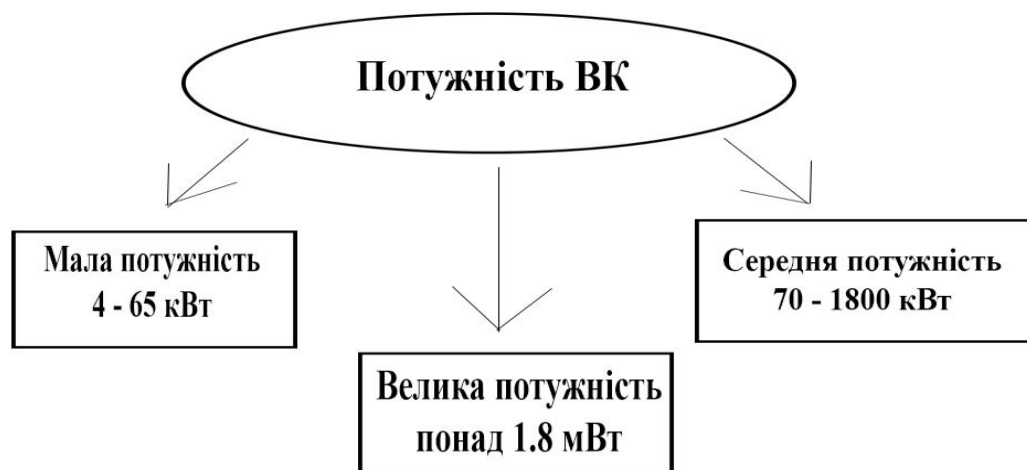 Потужність ВК
Мала потужність
4 - 65 кВт
Середня потужність
70 - 1800 кВт
Велика потужність
понад 1.8 мВт